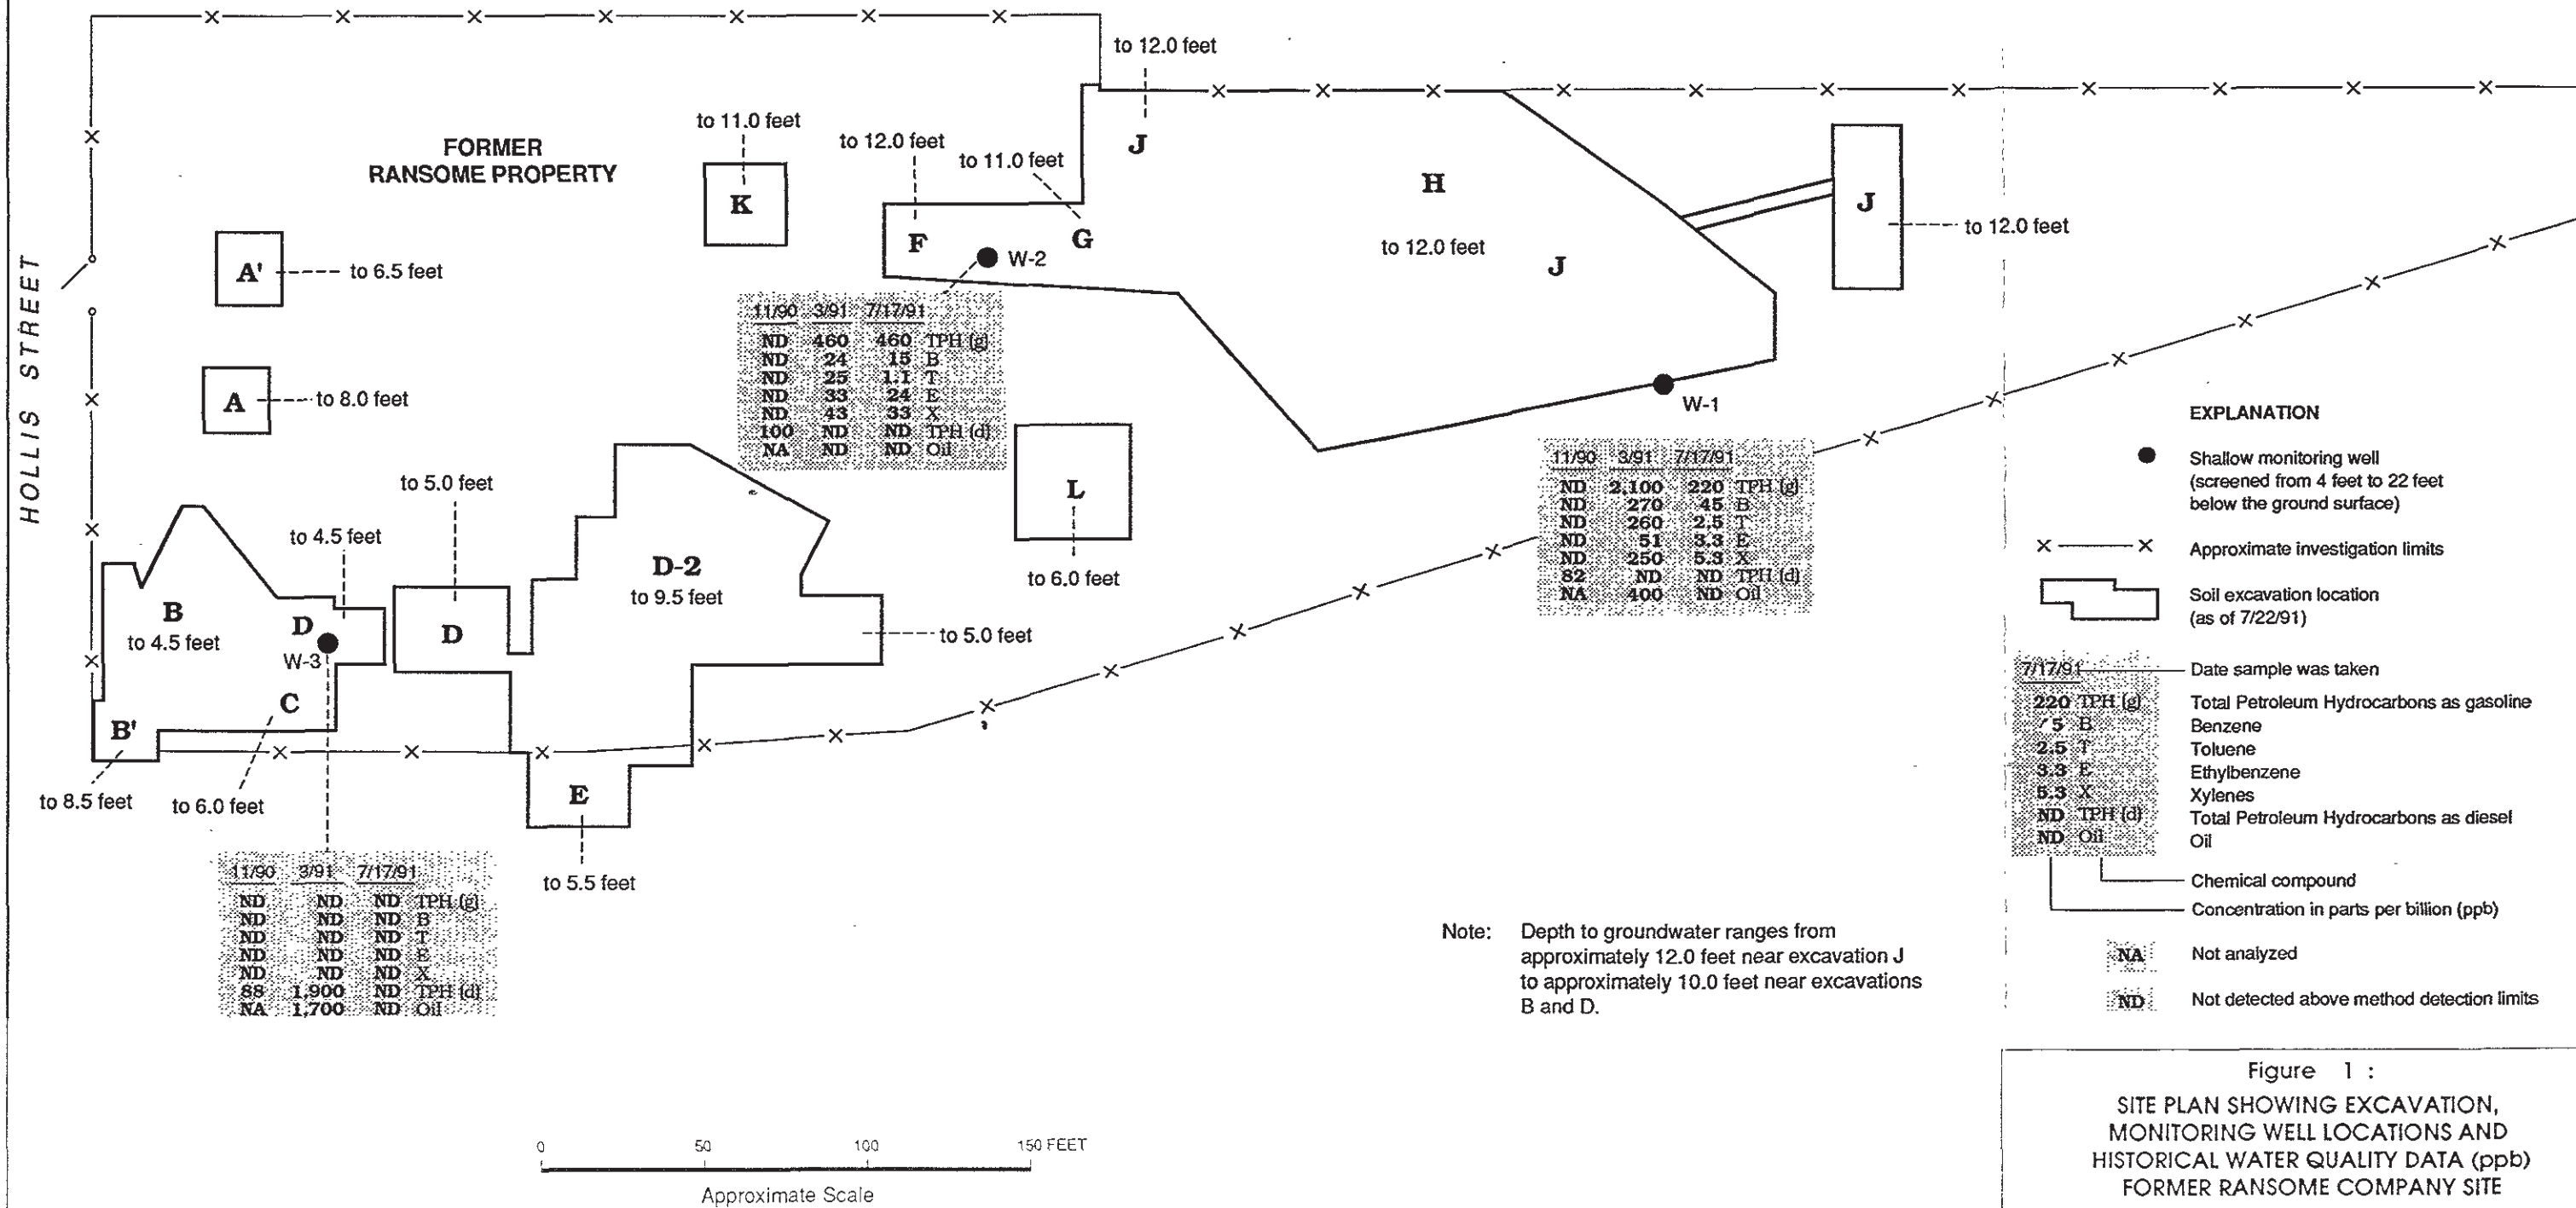 to 12.0 feet
FORMER
RANSOME PROPERTY
to 11.0 feet
K
to 12.0 feet
to 11.0 feet
J
H
to 12.0 feet
J
J
to 12.0 feet
F
G
W-2
HOLLIS STREET
A'
to 6.5 feet
A
to 8.0 feet
11/90 3/91 7/17/91
ND 460 460 TPH (g)
ND 24 15 B
ND 25 1.1 T
ND 33 24 E
ND 43 33 X
100 ND ND TPH (d)
NA ND ND Oil
W-1
11/90 3/91 7/17/91
ND 2,100 220 TPH (g)
ND 270 45 B
ND 260 2.5 T
ND 51 3.3 E
ND 250 5.3 X
82 ND ND TPH (d)
NA 400 ND Oil
L
to 6.0 feet
to 5.0 feet
to 4.5 feet
B
to 4.5 feet
D
W-3
D
D-2
to 9.5 feet
to 5.0 feet
C
B'
to 8.5 feet
to 6.0 feet
E
to 5.5 feet
11/90 3/91 7/17/91
ND ND ND TPH (g)
ND ND ND B
ND ND ND T
ND ND ND E
ND ND ND X
88 1,900 ND TPH (d)
NA 1,700 ND Oil
EXPLANATION
Shallow monitoring well
(screened from 4 feet to 22 feet
below the ground surface)
Approximate investigation limits
Soil excavation location
(as of 7/22/91)
7/17/91 Date sample was taken
220 TPH (g) Total Petroleum Hydrocarbons as gasoline
5 B Benzene
2.5 T Toluene
3.3 E Ethylbenzene
5.3 X Xylenes
ND TPH (d) Total Petroleum Hydrocarbons as diesel
ND Oil Oil
Chemical compound
Concentration in parts per billion (ppb)
NA Not analyzed
ND Not detected above method detection limits
Note: Depth to groundwater ranges from
approximately 12.0 feet near excavation J
to approximately 10.0 feet near excavations
B and D.
0 50 100 150 FEET
Approximate Scale
Figure 1 :
SITE PLAN SHOWING EXCAVATION,
MONITORING WELL LOCATIONS AND
HISTORICAL WATER QUALITY DATA (ppb)
FORMER RANSOME COMPANY SITE